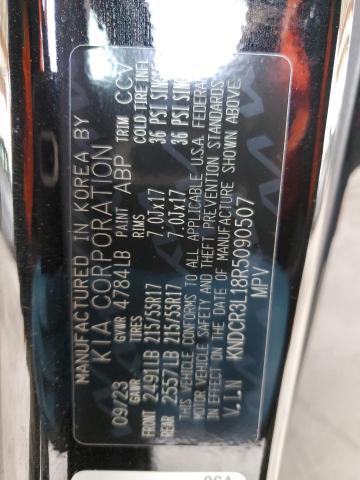 MANUFACTURED IN KOREA BY
KIA CORPORATION
09/23 GVWR 4784LB PAINT ABP TRIM CCV
GAWR TIRES RIMS COLD TIRE INFL
FRONT 2491LB 215/55R17 7.0Jx17 36 PSI SIN
REAR 2557LB 215/55R17 7.0Jx17 36 PSI SIN
THIS VEHICLE CONFORMS TO ALL APPLICABLE U.S.A. FEDERAL
MOTOR VEHICLE SAFETY AND THEFT PREVENTION STANDARDS
IN EFFECT ON THE DATE OF MANUFACTURE SHOWN ABOVE.
V.I.N KNDCR3L18R5090507
MPV